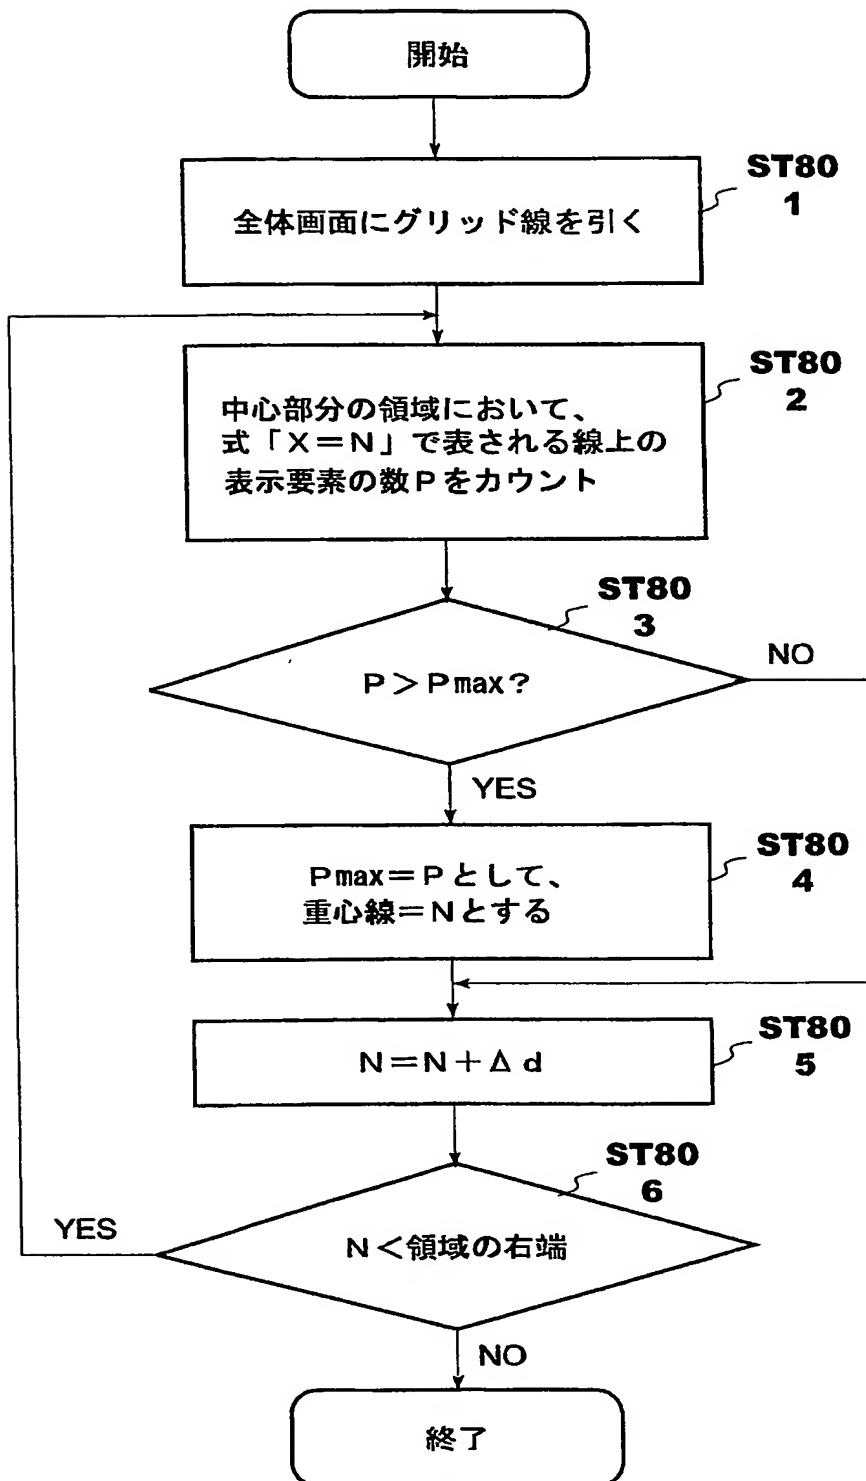 開始
ST80
1
全体画面にグリッド線を引く
ST80
2
中心部分の領域において、
式「X=N」で表される線上の
表示要素の数Pをカウント
ST80
3
P>Pmax?
NO
YES
ST80
4
Pmax=Pとして、
重心線=Nとする
ST80
5
N=N+Δd
ST80
6
YES
N<領域の右端
NO
終了